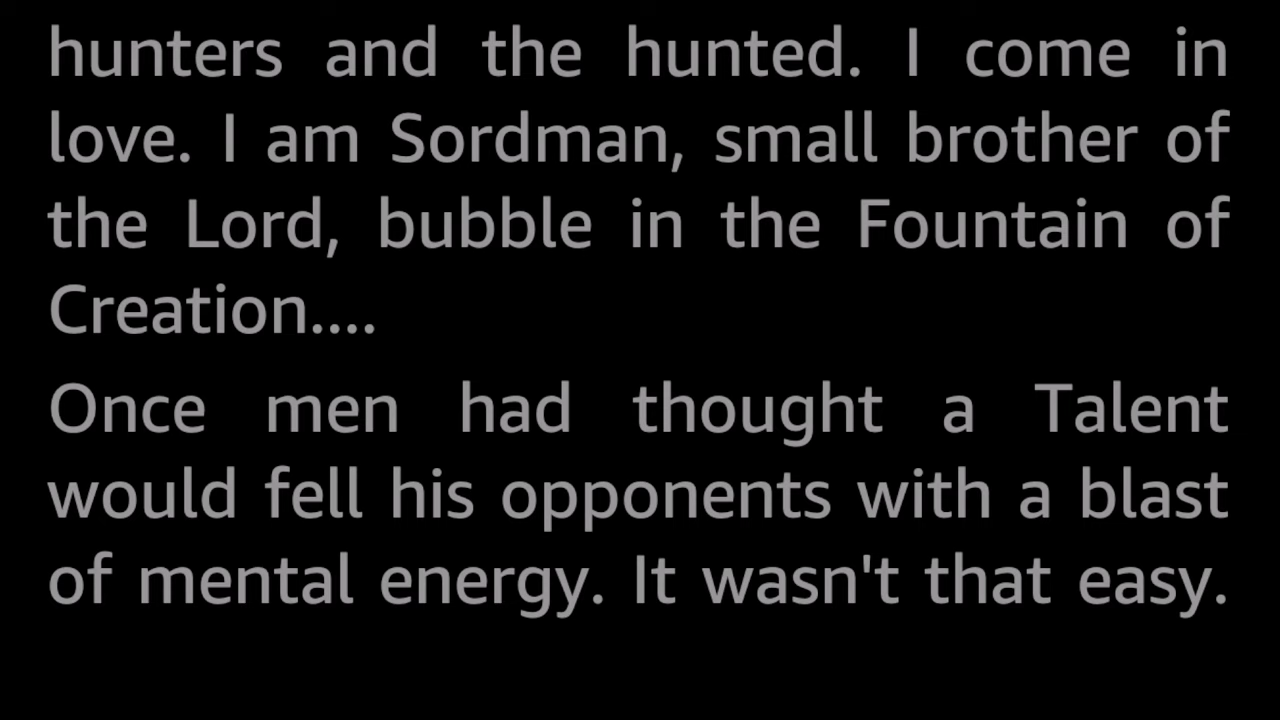 hunters and the hunted. I come in
love. I am Sordman, small brother of
the Lord, bubble in the Fountain of
Creation....
Once men had thought a Talent
would fell his opponents with a blast
of mental energy. It wasn't that easy.